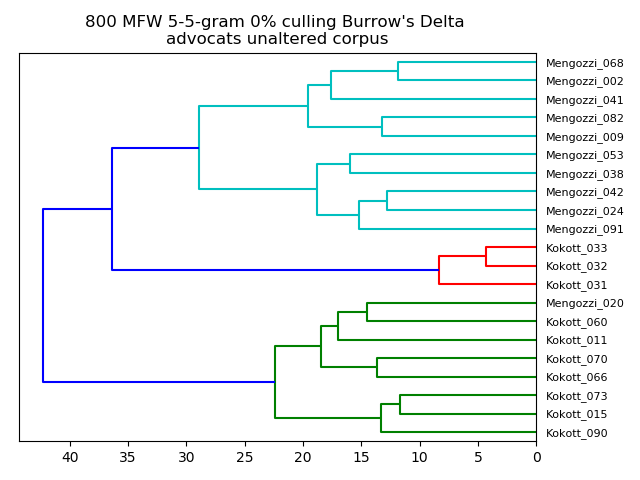 800 MFW 5-5-gram 0% culling Burrow's Delta
advocats unaltered corpus
Mengozzi_068
Mengozzi_002
Mengozzi_041
Mengozzi_082
Mengozzi_009
Mengozzi_053
Mengozzi_038
Mengozzi_042
Mengozzi_024
Mengozzi_091
Kokott_033
Kokott_032
Kokott_031
Mengozzi_020
Kokott_060
Kokott_011
Kokott_070
Kokott_066
Kokott_073
Kokott_015
Kokott_090
40 35 30 25 20 15 10 5 0